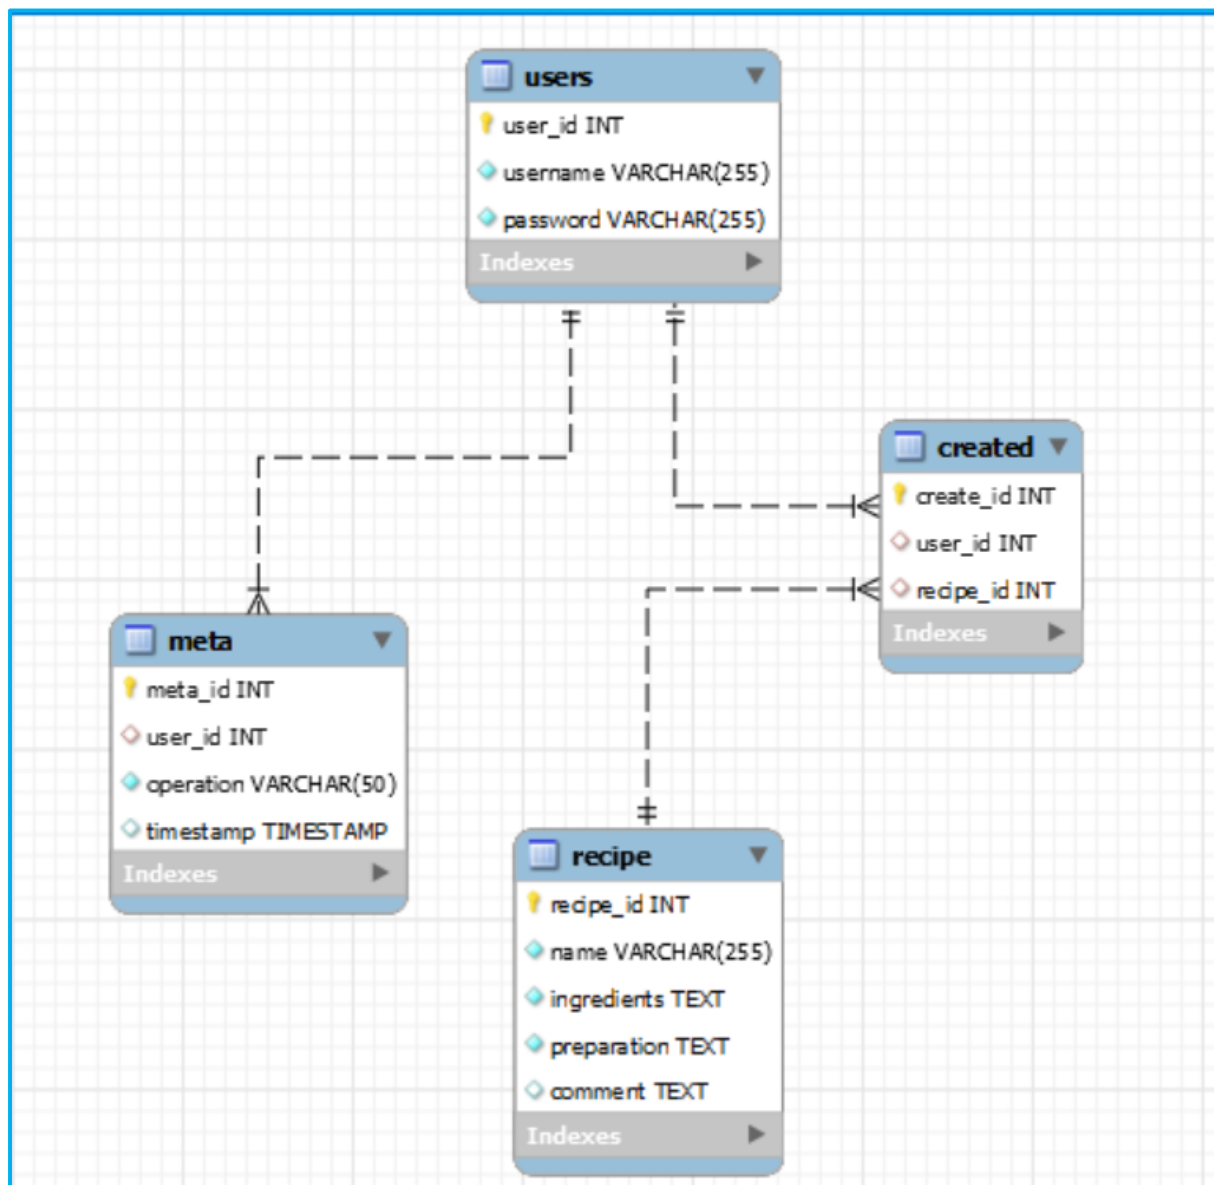 users
user_id INT
username VARCHAR(255)
password VARCHAR(255)
Indexes
created
create_id INT
user_id INT
recipe_id INT
Indexes
meta
meta_id INT
user_id INT
operation VARCHAR(50)
timestamp TIMESTAMP
Indexes
recipe
recipe_id INT
name VARCHAR(255)
ingredients TEXT
preparation TEXT
comment TEXT
Indexes